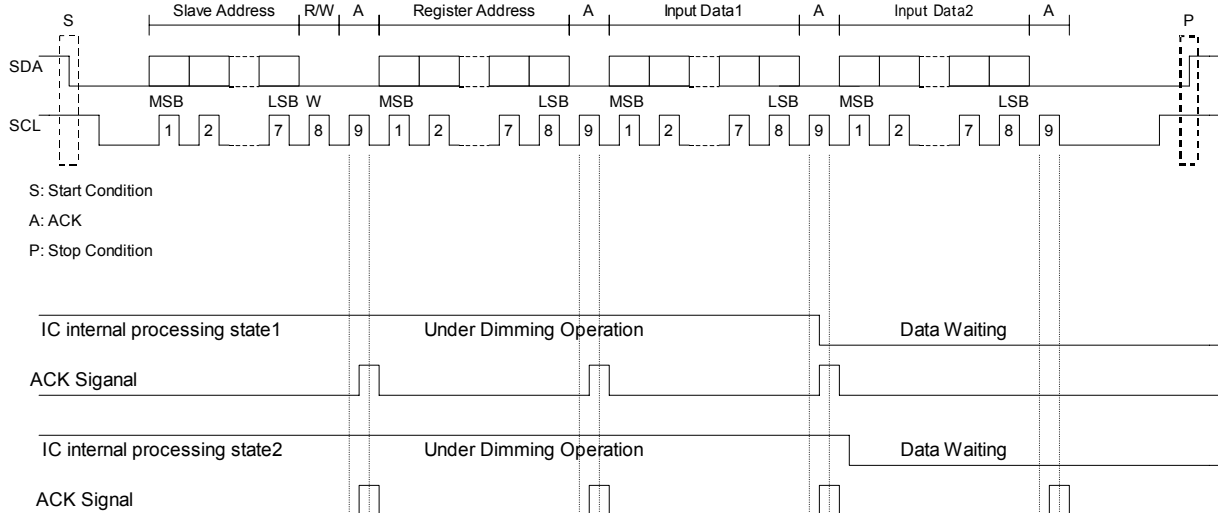 Slave Address R/W A Register Address A Input Data1 A Input Data2 A
S P
SDA
MSB LSB W MSB LSB MSB LSB MSB LSB
SCL 1 2 7 8 9 1 2 7 8 9 1 2 7 8 9 1 2 7 8 9
S: Start Condition
A: ACK
P: Stop Condition
IC internal processing state1 Under Dimming Operation Data Waiting
ACK Siganal
IC internal processing state2 Under Dimming Operation Data Waiting
ACK Signal